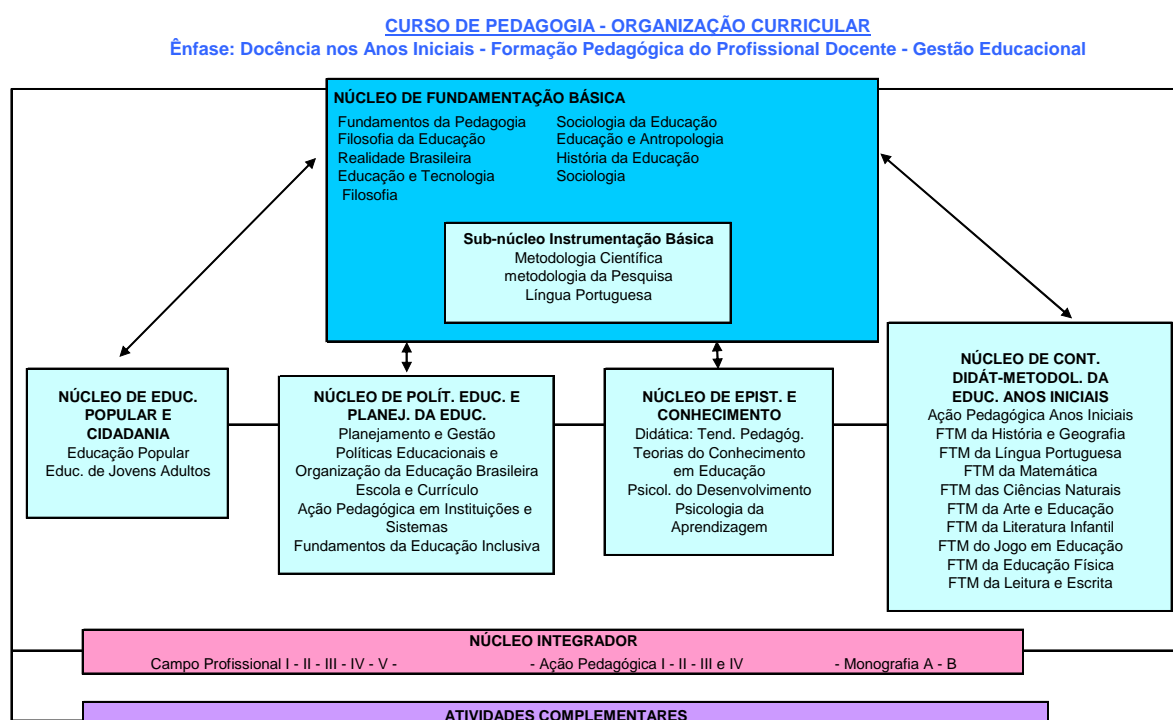 CURSO DE PEDAGOGIA - ORGANIZAÇÃO CURRICULAR
Ênfase: Docência nos Anos Iniciais - Formação Pedagógica do Profissional Docente - Gestão Educacional
NÚCLEO DE FUNDAMENTAÇÃO BÁSICA
Fundamentos da Pedagogia
Filosofia da Educação
Realidade Brasileira
Educação e Tecnologia
Filosofia
Sociologia da Educação
Educação e Antropologia
História da Educação
Sociologia
Sub-núcleo Instrumentação Básica
Metodologia Científica
metodologia da Pesquisa
Língua Portuguesa
NÚCLEO DE EDUC.
POPULAR E
CIDADANIA
Educação Popular
Educ. de Jovens Adultos
NÚCLEO DE POLÍT. EDUC. E
PLANEJ. DA EDUC.
Planejamento e Gestão
Políticas Educacionais e
Organização da Educação Brasileira
Escola e Currículo
Ação Pedagógica em Instituições e
Sistemas
Fundamentos da Educação Inclusiva
NÚCLEO DE EPIST. E
CONHECIMENTO
Didática: Tend. Pedagóg.
Teorias do Conhecimento
em Educação
Psicol. do Desenvolvimento
Psicologia da
Aprendizagem
NÚCLEO DE CONT.
DIDÁT-METODOL. DA
EDUC. ANOS INICIAIS
Ação Pedagógica Anos Iniciais
FTM da História e Geografia
FTM da Língua Portuguesa
FTM da Matemática
FTM das Ciências Naturais
FTM da Arte e Educação
FTM da Literatura Infantil
FTM do Jogo em Educação
FTM da Educação Física
FTM da Leitura e Escrita
NÚCLEO INTEGRADOR
Campo Profissional I - II - III - IV - V - - Ação Pedagógica I - II - III e IV - Monografia A - B
ATIVIDADES COMPLEMENTARES